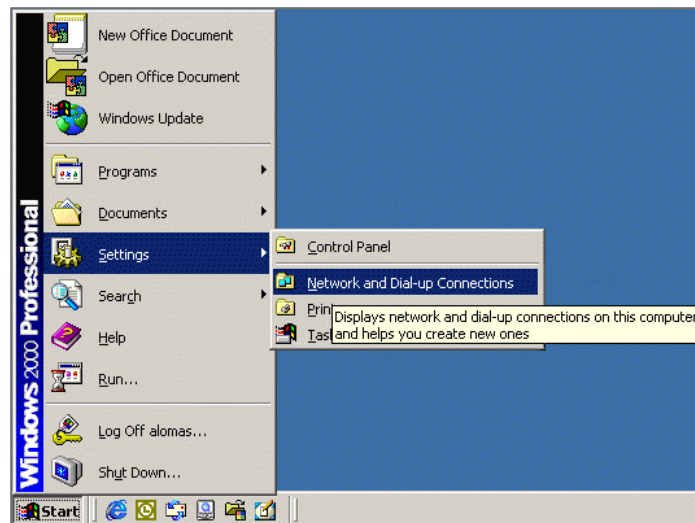 New Office Document
Open Office Document
Windows Update
Programs
Documents
Settings
Search
Help
Run...
Log Off alomas...
Shut Down...
Windows 2000 Professional
Control Panel
Network and Dial-up Connections
Displays network and dial-up connections on this computer
and helps you create new ones
Start